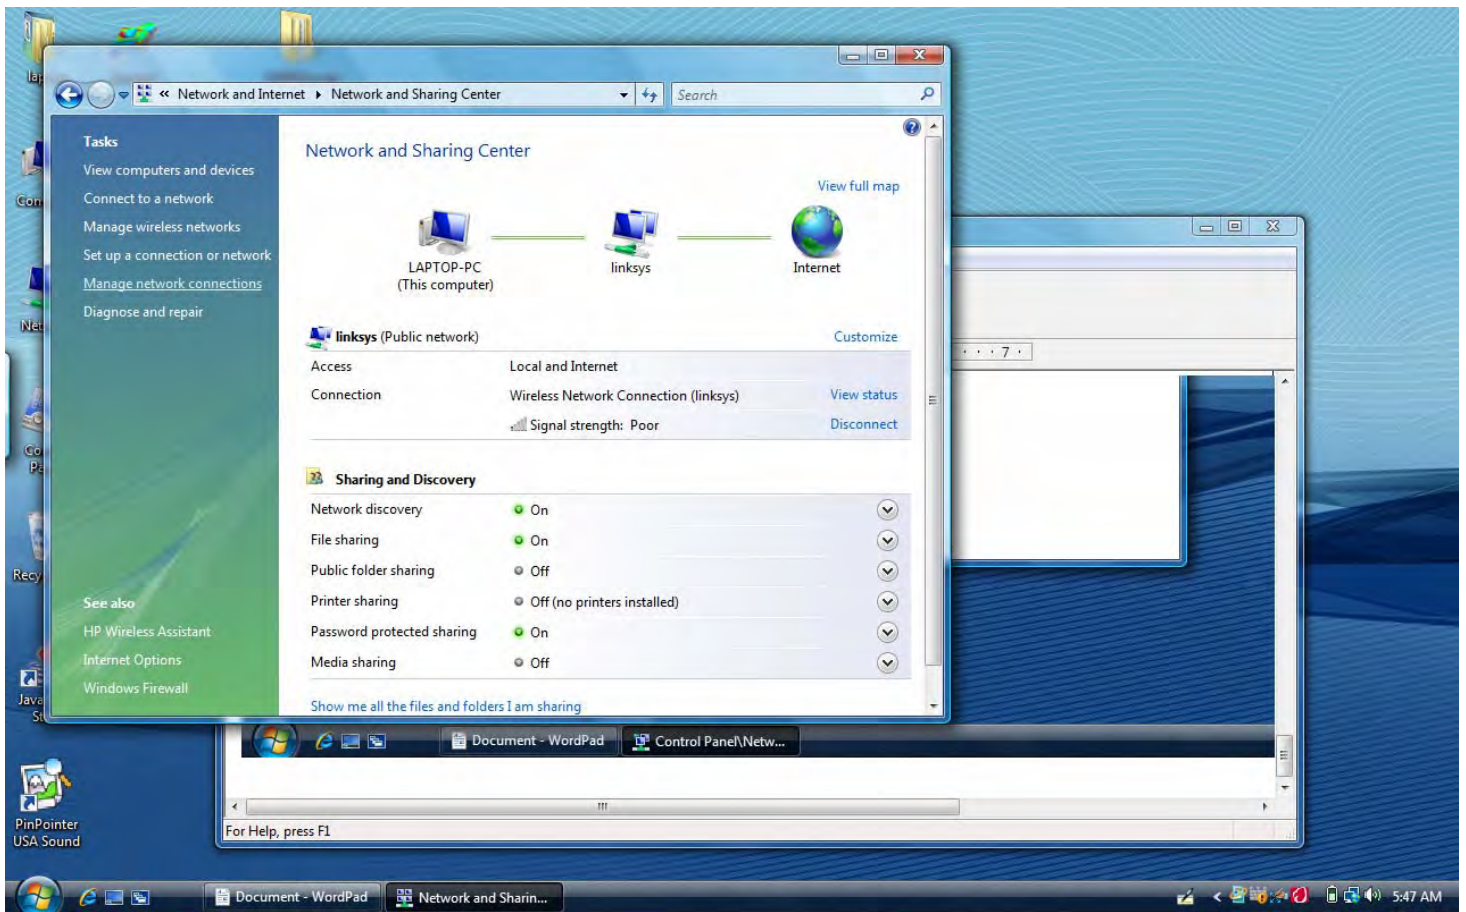 « Network and Internet ▸ Network and Sharing Center
Search
Tasks
View computers and devices
Connect to a network
Manage wireless networks
Set up a connection or network
Manage network connections
Diagnose and repair
See also
HP Wireless Assistant
Internet Options
Windows Firewall
Network and Sharing Center
View full map
LAPTOP-PC
(This computer)
linksys
Internet
linksys (Public network)
Customize
Access
Local and Internet
Connection
Wireless Network Connection (linksys)
View status
Signal strength: Poor
Disconnect
Sharing and Discovery
Network discovery
On
File sharing
On
Public folder sharing
Off
Printer sharing
Off (no printers installed)
Password protected sharing
On
Media sharing
Off
Show me all the files and folders I am sharing
7
Document - WordPad
Control Panel\Netw...
For Help, press F1
Recy
Java
PinPointer
USA Sound
Document - WordPad
Network and Sharin...
5:47 AM